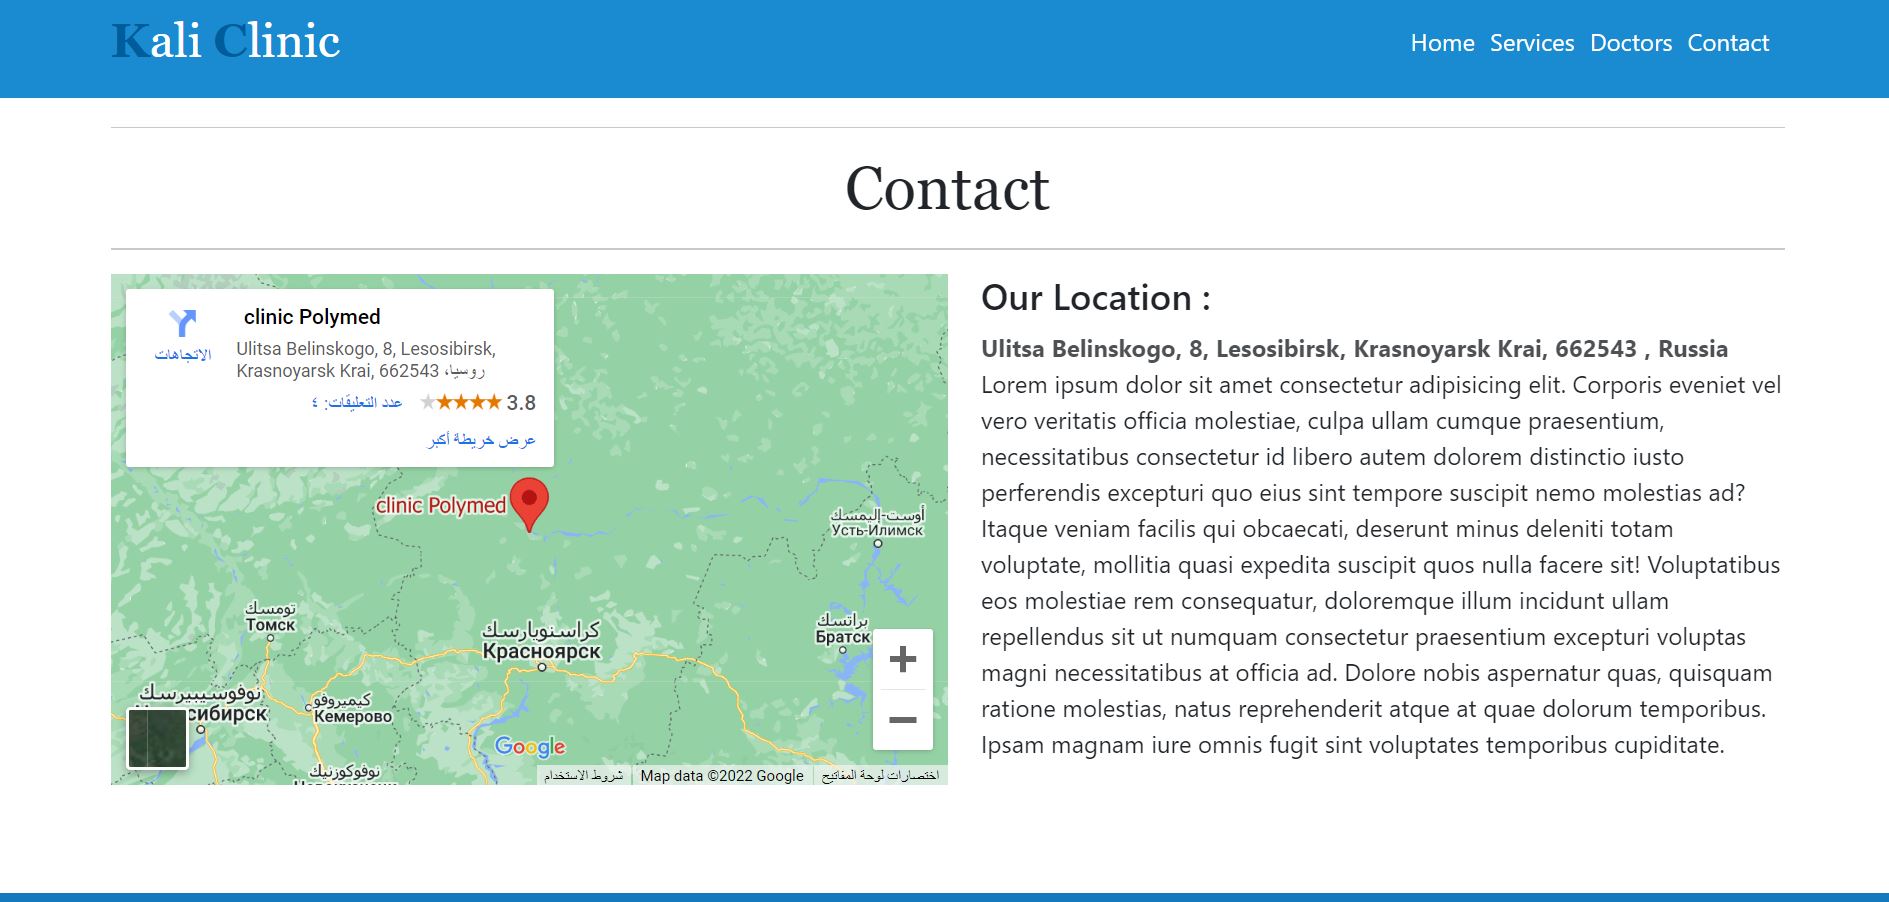 Kali Clinic
Home Services Doctors Contact
Contact
clinic Polymed
الاتجاهات
Ulitsa Belinskogo, 8, Lesosibirsk,
Krasnoyarsk Krai, 662543 روسيا،
3.8
عدد التعليقات: ٤
عرض خريطة أكبر
clinic Polymed
أوست-إليمسك
Усть-Илимск
تومسك
Томск
كراسنويارسك
Красноярск
براتسك
Братск
نوفوسيبيرسك
كيميروفو
Кемерово
نوفوكوزنيك
Google
شروط الاستخدام
Map data ©2022 Google
اختصارات لوحة المفاتيح
Our Location :
Ulitsa Belinskogo, 8, Lesosibirsk, Krasnoyarsk Krai, 662543 , Russia
Lorem ipsum dolor sit amet consectetur adipisicing elit. Corporis eveniet vel
vero veritatis officia molestiae, culpa ullam cumque praesentium,
necessitatibus consectetur id libero autem dolorem distinctio iusto
perferendis excepturi quo eius sint tempore suscipit nemo molestias ad?
Itaque veniam facilis qui obcaecati, deserunt minus deleniti totam
voluptate, mollitia quasi expedita suscipit quos nulla facere sit! Voluptatibus
eos molestiae rem consequatur, doloremque illum incidunt ullam
repellendus sit ut numquam consectetur praesentium excepturi voluptas
magni necessitatibus at officia ad. Dolore nobis aspernatur quas, quisquam
ratione molestias, natus reprehenderit atque at quae dolorum temporibus.
Ipsam magnam iure omnis fugit sint voluptates temporibus cupiditate.